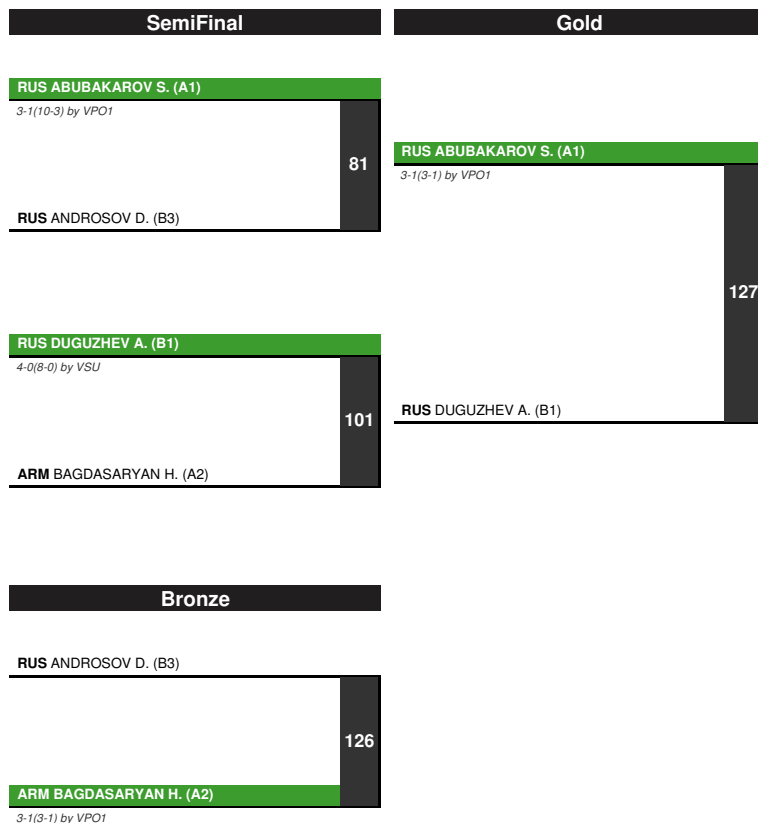 SemiFinal
Gold
RUS ABUBAKAROV S. (A1)
3-1(10-3) by VPO1
81
RUS ANDROSOV D. (B3)
RUS ABUBAKAROV S. (A1)
3-1(3-1) by VPO1
127
RUS DUGUZHEV A. (B1)
RUS DUGUZHEV A. (B1)
4-0(8-0) by VSU
101
ARM BAGDASARYAN H. (A2)
Bronze
RUS ANDROSOV D. (B3)
126
ARM BAGDASARYAN H. (A2)
3-1(3-1) by VPO1